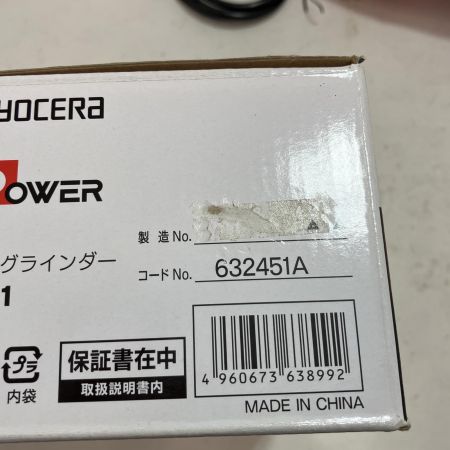 YOCERa
POWER
製造No.
グラインダー
コードNo. 632451A
1
プラ
内袋
保証書在中
取扱説明書内
4 960673 638992
MADE IN CHINA